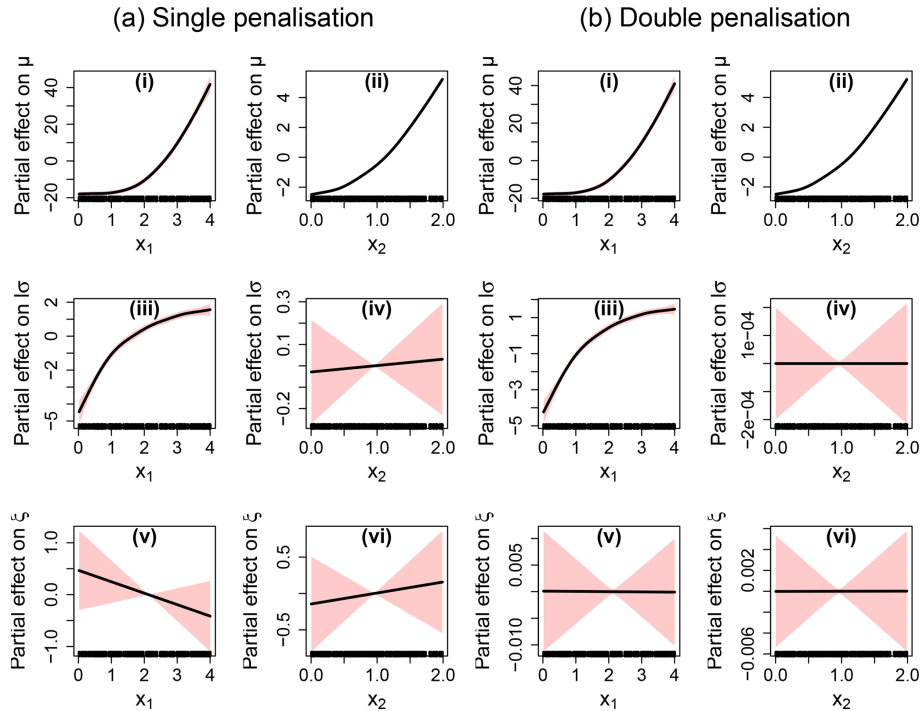 (a) Single penalisation
(b) Double penalisation
(i)
Partial effect on μ
−20 0 20 40
0 1 2 3 4
x1
(ii)
Partial effect on μ
−2 0 2 4
0.0 1.0 2.0
x2
(i)
Partial effect on μ
−20 0 20 40
0 1 2 3 4
x1
(ii)
Partial effect on μ
−2 0 2 4
0.0 1.0 2.0
x2
(iii)
Partial effect on lσ
−5 −2 0 2
0 1 2 3 4
x1
(iv)
Partial effect on lσ
−0.2 0.1 0.3
0.0 1.0 2.0
x2
(iii)
Partial effect on lσ
−5 −3 −1 1
0 1 2 3 4
x1
(iv)
Partial effect on lσ
−2e−04 1e−04
0.0 1.0 2.0
x2
(v)
Partial effect on ξ
−1.0 0.0 1.0
0 1 2 3 4
x1
(vi)
Partial effect on ξ
−0.5 0.5
0.0 1.0 2.0
x2
(v)
Partial effect on ξ
−0.010 0.005
0 1 2 3 4
x1
(vi)
Partial effect on ξ
−0.006 0.002
0.0 1.0 2.0
x2